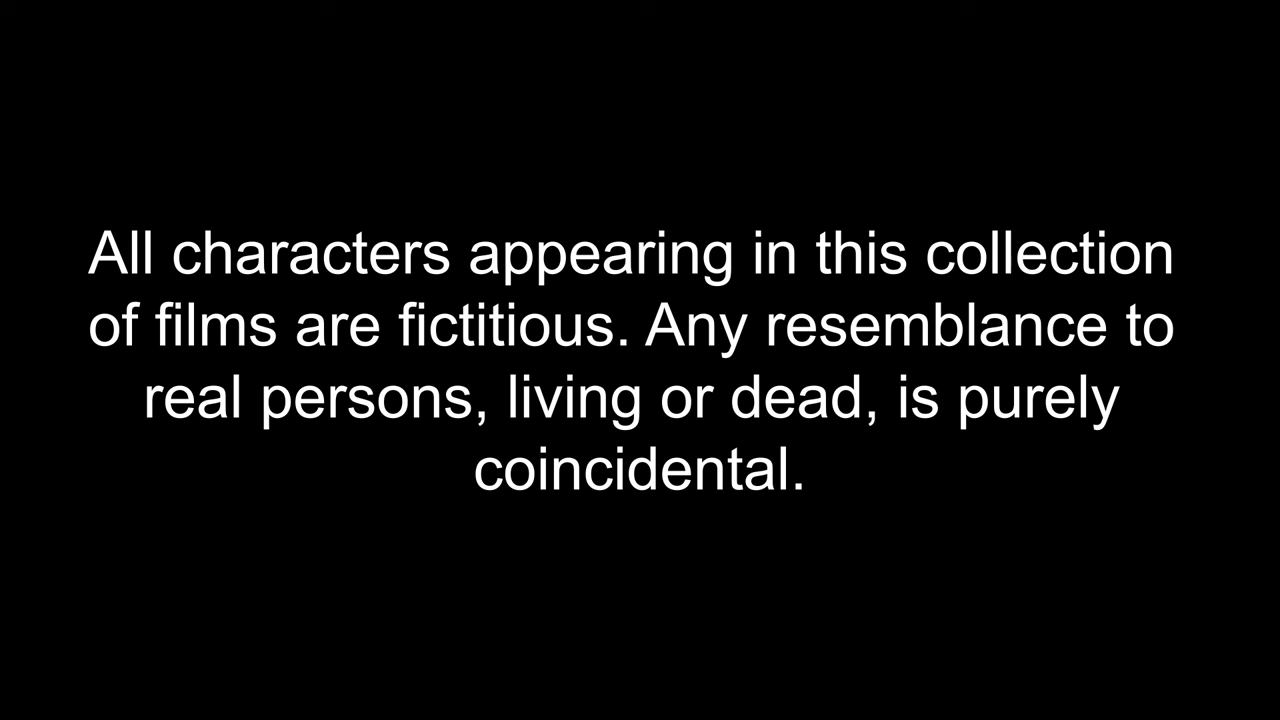 All characters appearing in this collection
of films are fictitious. Any resemblance to
real persons, living or dead, is purely
coincidental.